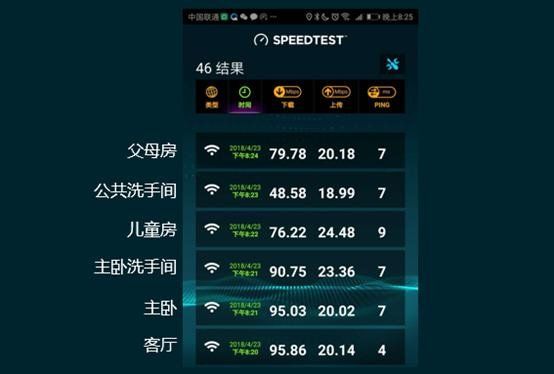 中国联通 晚上8:25
SPEEDTEST
46 结果
Mbps Mbps ms
类型 时间 下载 上传 PING
父母房 2018/4/23 下午8:24 79.78 20.18 7
公共洗手间 2018/4/23 下午8:23 48.58 18.99 7
儿童房 2018/4/23 下午8:22 76.22 24.48 9
主卧洗手间 2018/4/23 下午8:21 90.75 23.36 7
主卧 2018/4/23 下午8:21 95.03 20.02 7
客厅 2018/4/23 下午8:20 95.86 20.14 4